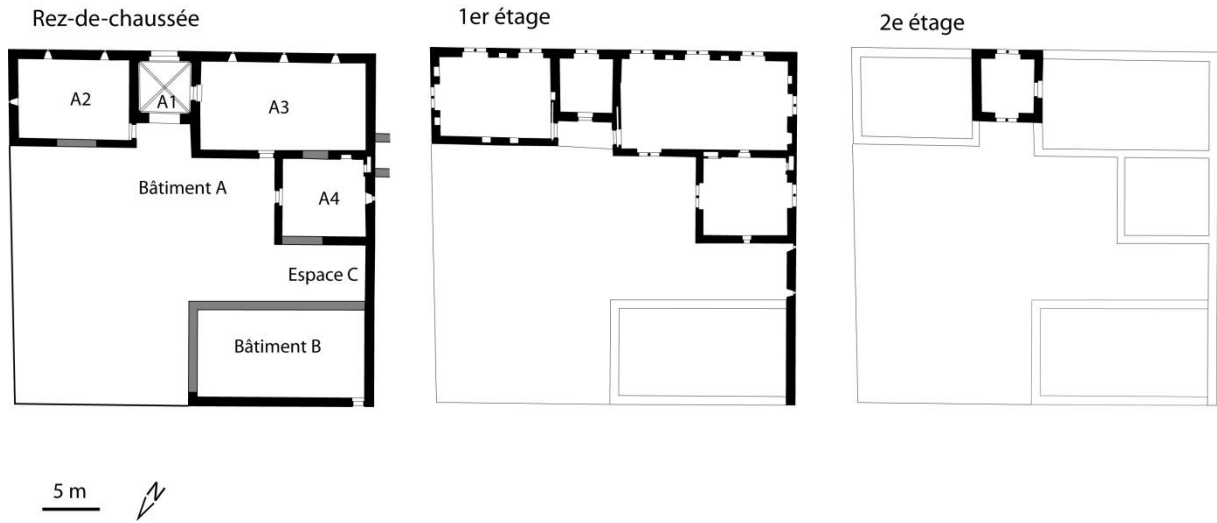 Rez-de-chaussée
1er étage
2e étage
A2
A1
A3
Bâtiment A
A4
Espace C
Bâtiment B
5 m
N